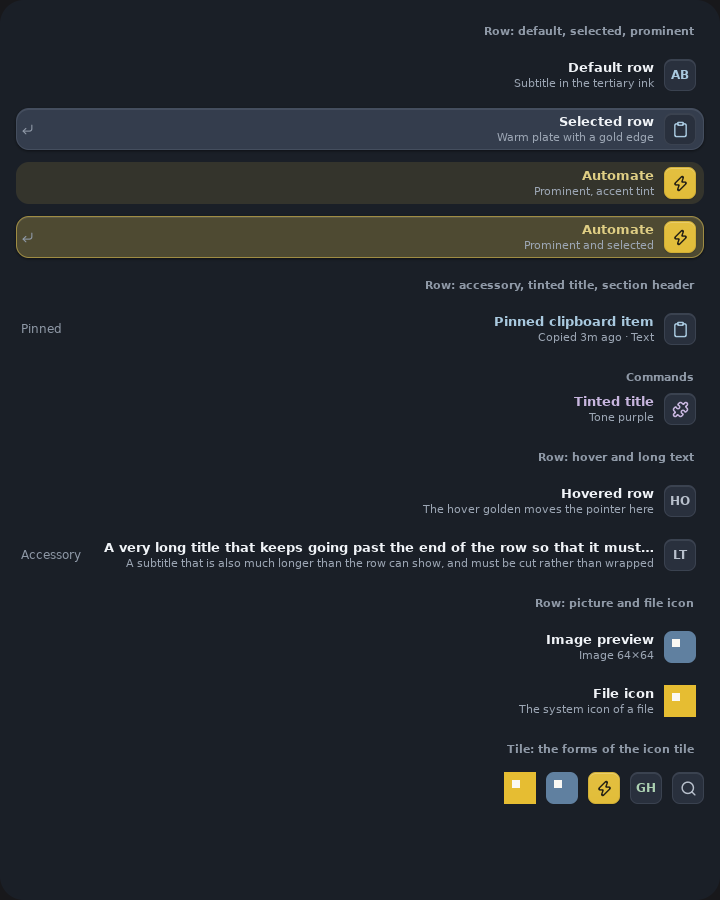 Row: default, selected, prominent
Default row
Subtitle in the tertiary ink
AB
Selected row
Warm plate with a gold edge
Automate
Prominent, accent tint
Automate
Prominent and selected
Row: accessory, tinted title, section header
Pinned
Pinned clipboard item
Copied 3m ago · Text
Commands
Tinted title
Tone purple
Row: hover and long text
Hovered row
The hover golden moves the pointer here
HO
Accessory
A very long title that keeps going past the end of the row so that it must…
A subtitle that is also much longer than the row can show, and must be cut rather than wrapped
LT
Row: picture and file icon
Image preview
Image 64×64
File icon
The system icon of a file
Tile: the forms of the icon tile
GH